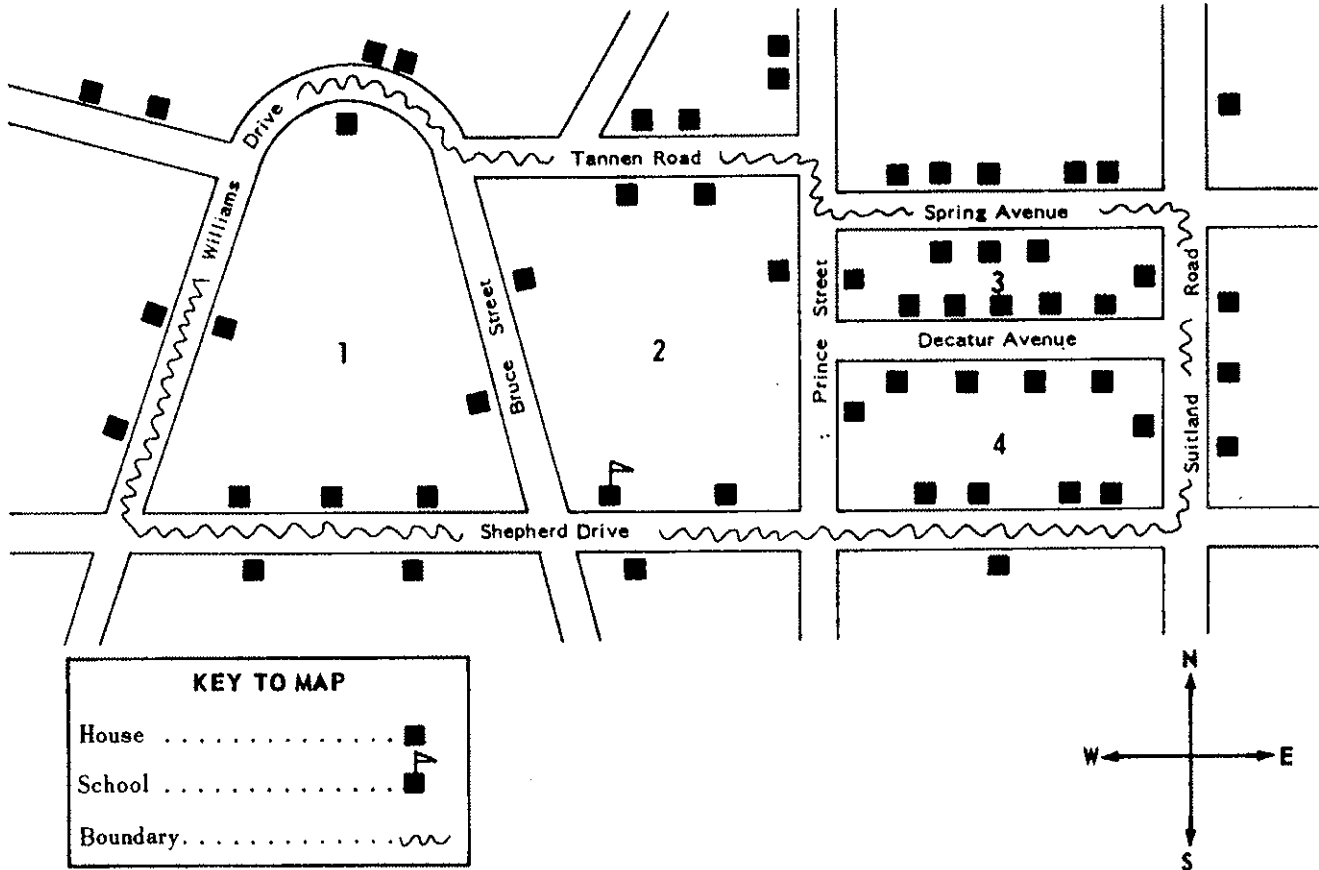 Williams Drive
Tannen Road
Spring Avenue
Bruce Street
Prince Street
3
Suitland Road
1
2
Decatur Avenue
4
Shepherd Drive
KEY TO MAP
House . . . . . . . . . . . . . .
School . . . . . . . . . . . . . .
Boundary. . . . . . . . . . . .
N
W
E
S